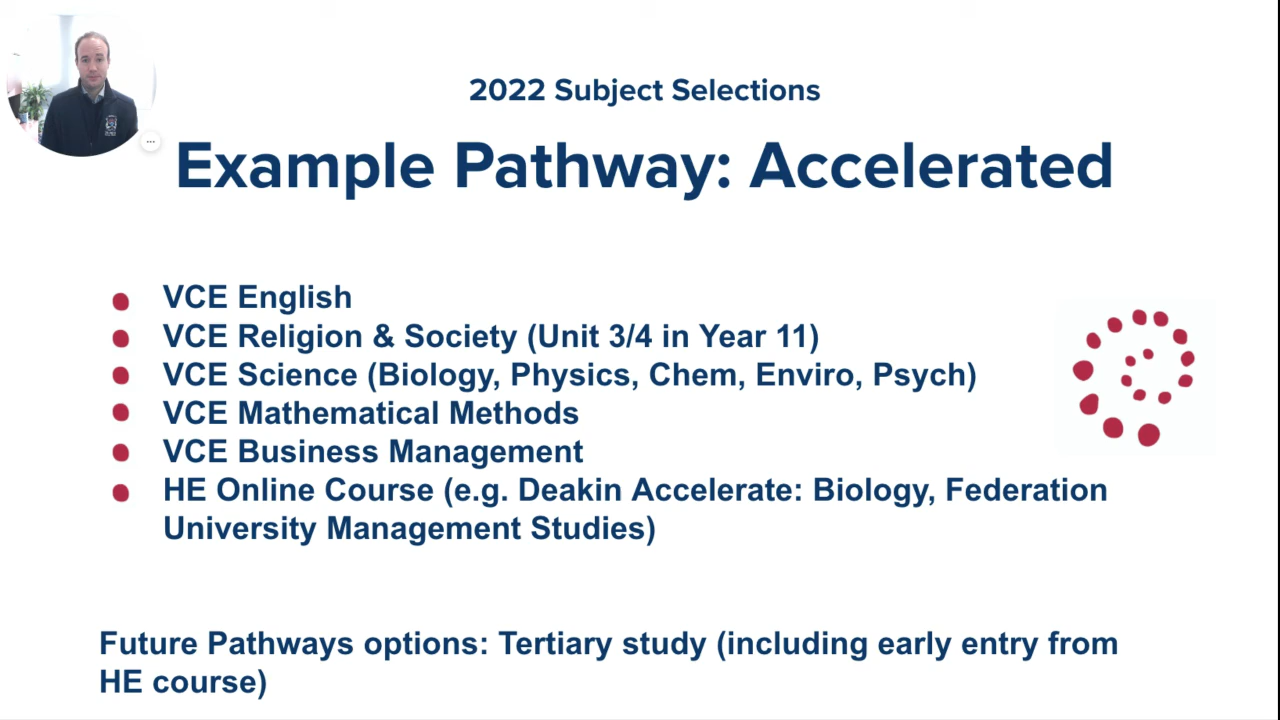 2022 Subject Selections
Example Pathway: Accelerated
VCE English
VCE Religion & Society (Unit 3/4 in Year 11)
VCE Science (Biology, Physics, Chem, Enviro, Psych)
VCE Mathematical Methods
VCE Business Management
HE Online Course (e.g. Deakin Accelerate: Biology, Federation
University Management Studies)
Future Pathways options: Tertiary study (including early entry from
HE course)